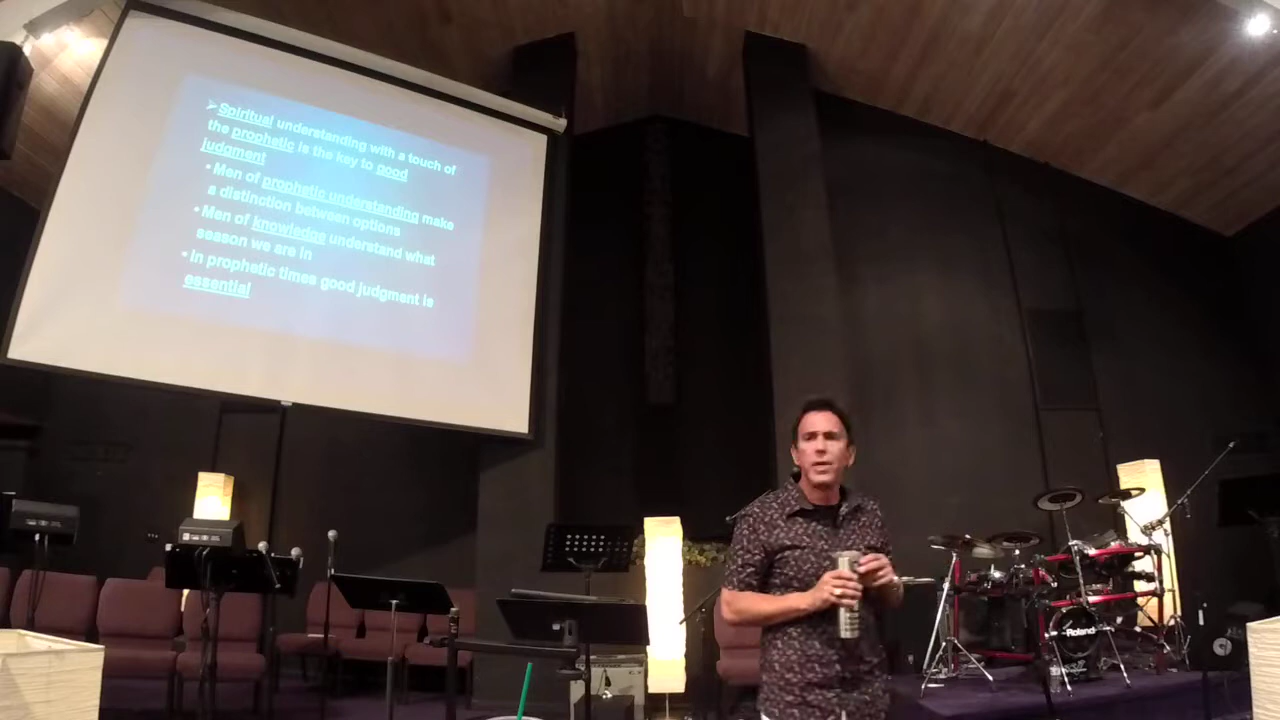 ➢Spiritual understanding with a touch of
the prophetic is the key to good
judgment
•Men of prophetic understanding make
a distinction between options
•Men of knowledge understand what
season we are in
•In prophetic times good judgment is
essential
Roland